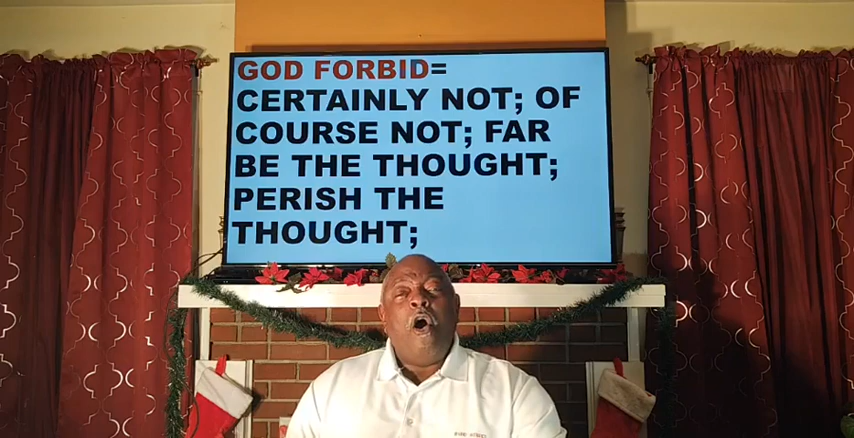 GOD FORBID=
CERTAINLY NOT; OF
COURSE NOT; FAR
BE THE THOUGHT;
PERISH THE
THOUGHT;